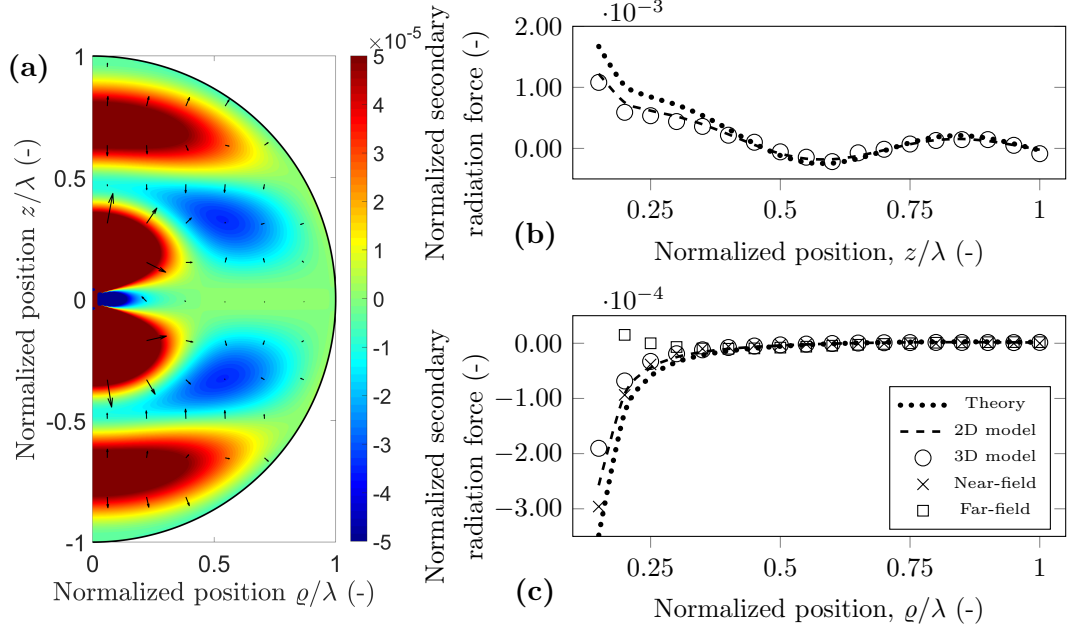 (a)
×10⁻⁵
1
0.5
0
-0.5
-1
0
0.5
1
Normalized position z/λ (-)
Normalized position ϱ/λ (-)
5
4
3
2
1
0
-1
-2
-3
-4
-5
Normalized secondary
radiation force (-)
·10⁻³
2.00
1.00
0.00
0.25
0.5
0.75
1
(b)
Normalized position, z/λ (-)
Normalized secondary
radiation force (-)
·10⁻⁴
0.00
−1.00
−2.00
−3.00
Theory
2D model
3D model
Near-field
Far-field
0.25
0.5
0.75
1
(c)
Normalized position, ϱ/λ (-)